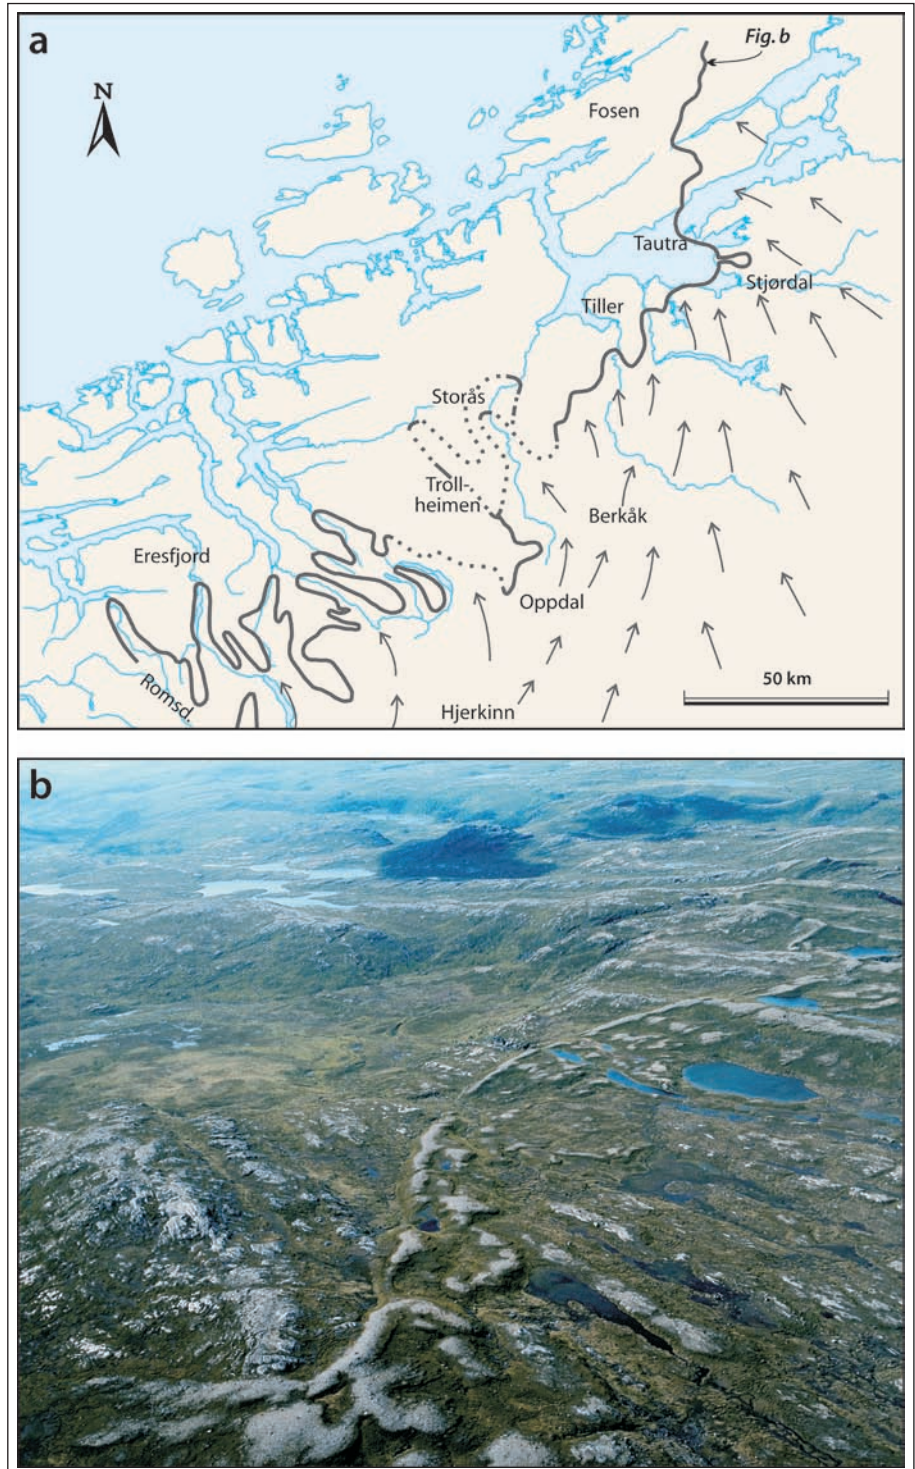 a
N
Fig. b
Fosen
Tautra
Stjørdal
Tiller
Storås
Troll-
heimen
Berkåk
Eresfjord
Oppdal
Romsd.
Hjerkinn
50 km
b